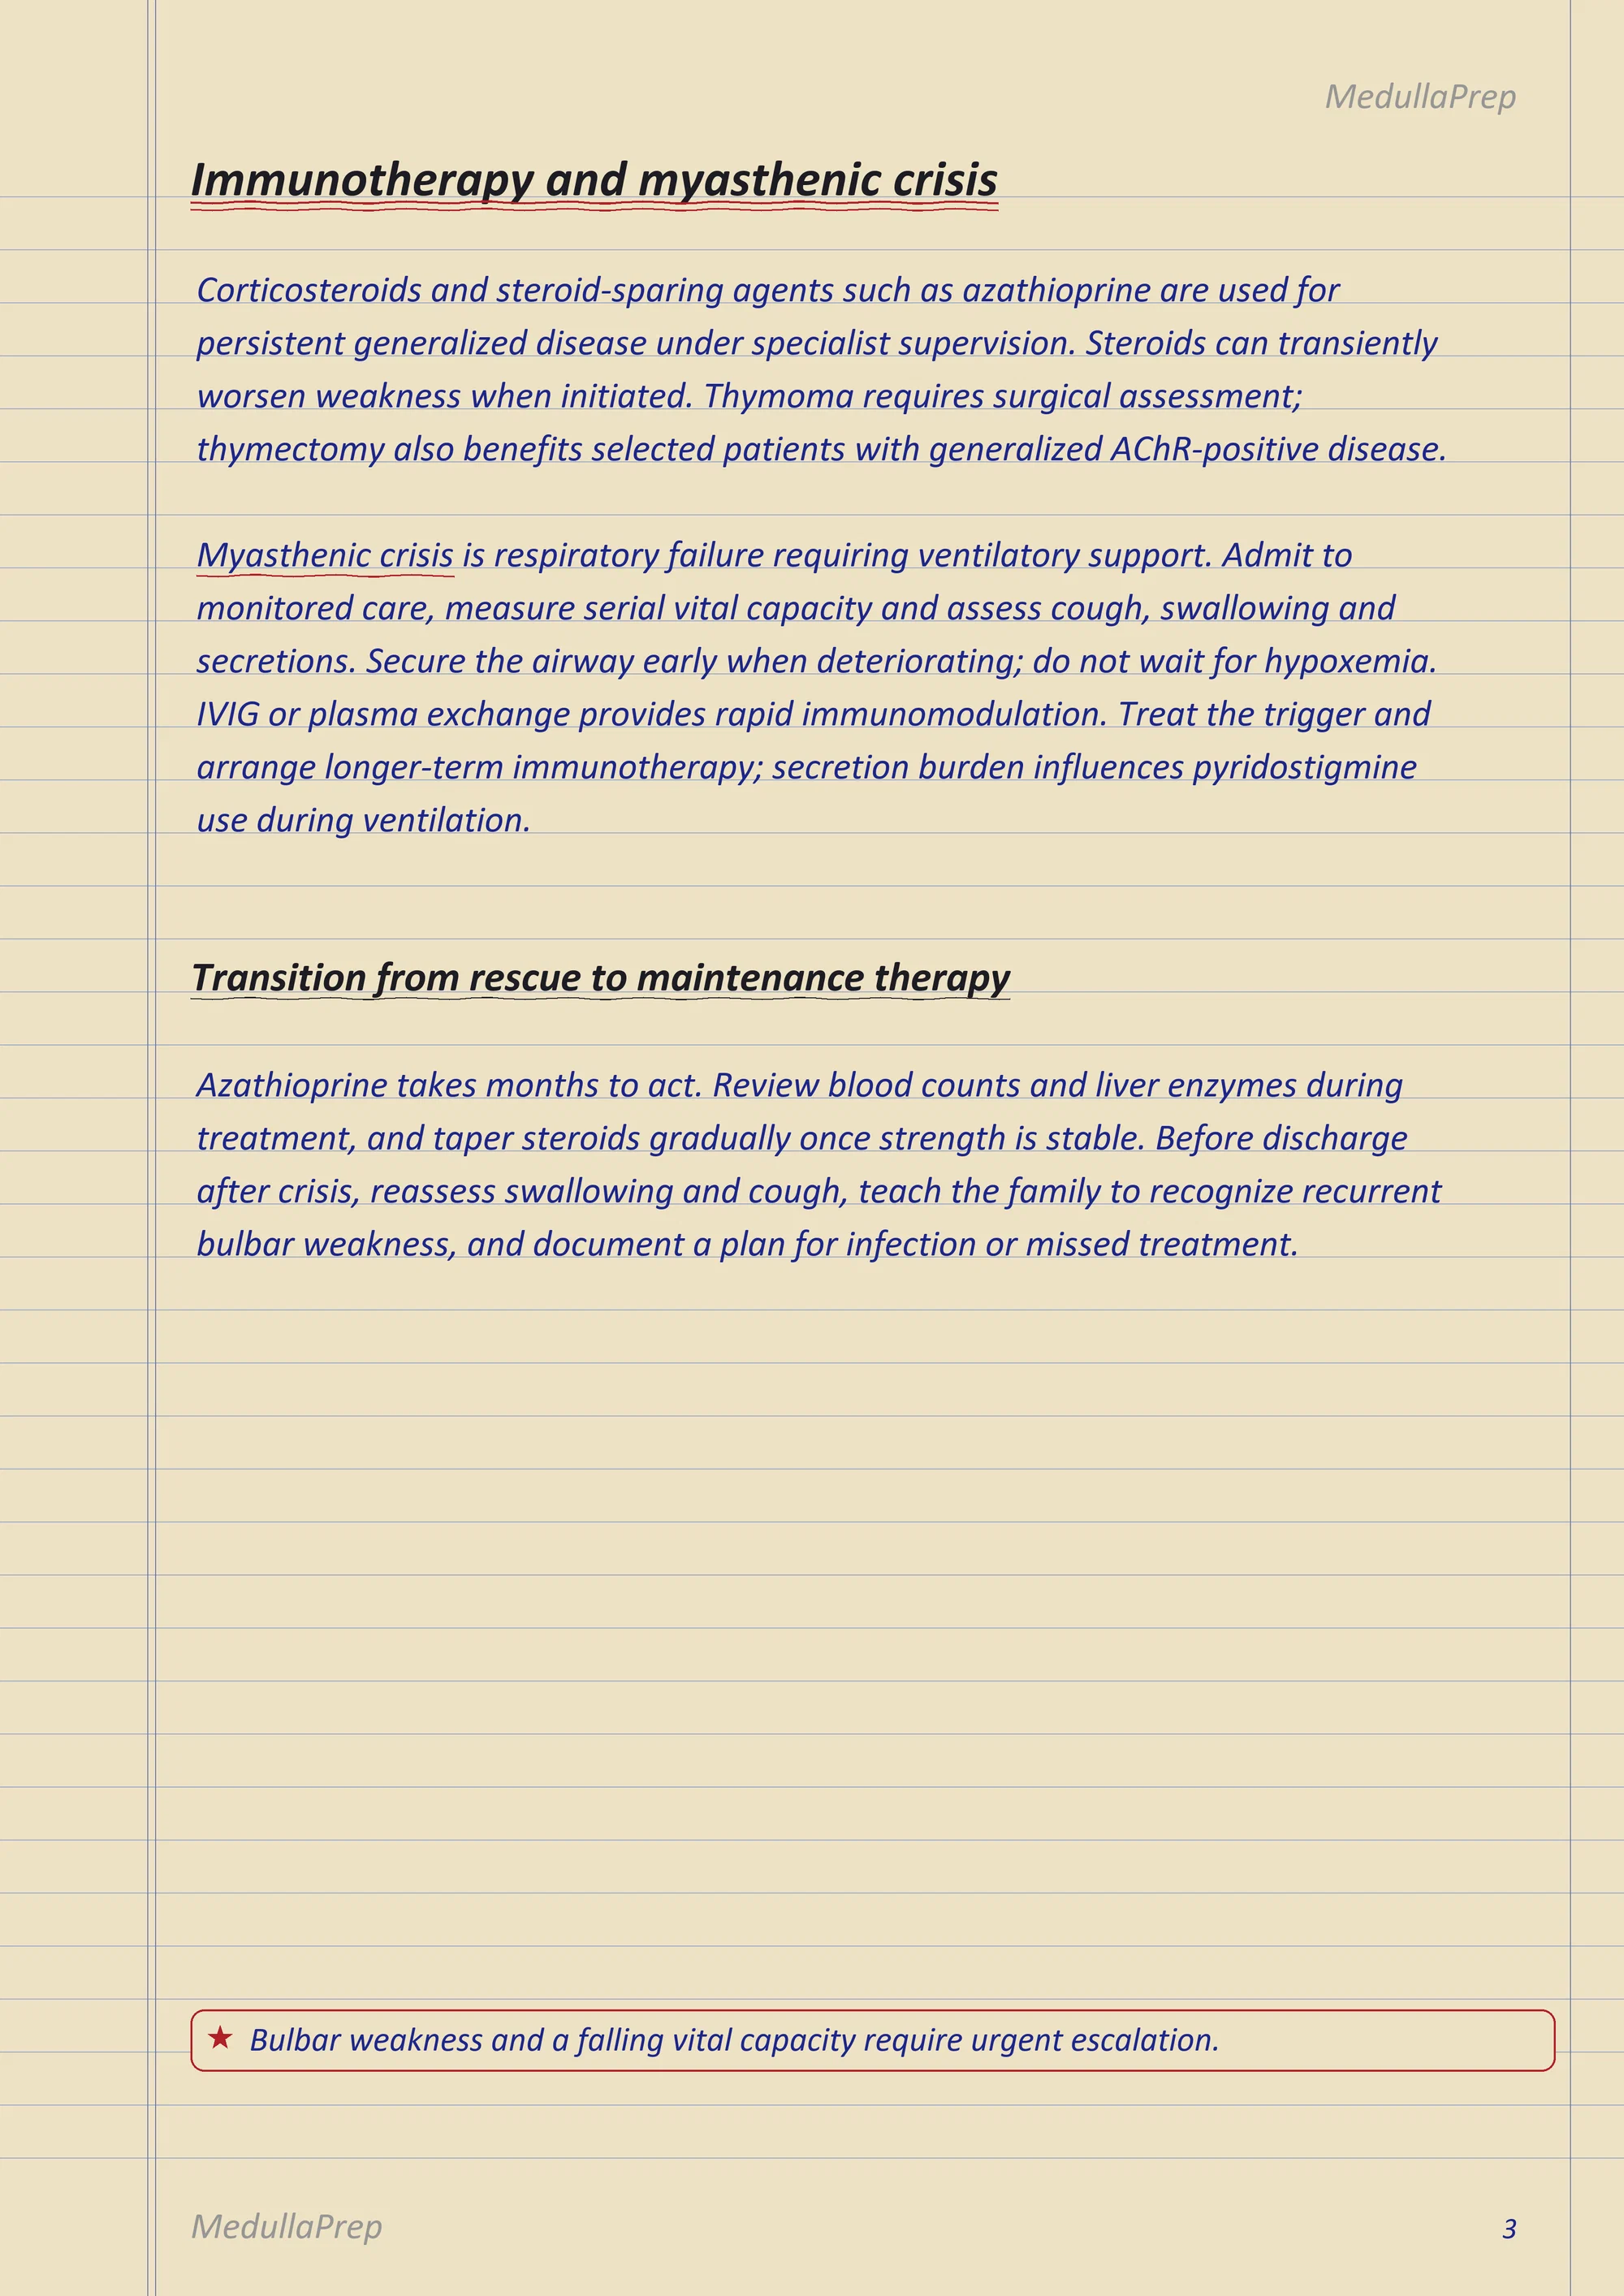 MedullaPrep
Immunotherapy and myasthenic crisis
Corticosteroids and steroid-sparing agents such as azathioprine are used for
persistent generalized disease under specialist supervision. Steroids can transiently
worsen weakness when initiated. Thymoma requires surgical assessment;
thymectomy also benefits selected patients with generalized AChR-positive disease.
Myasthenic crisis is respiratory failure requiring ventilatory support. Admit to
monitored care, measure serial vital capacity and assess cough, swallowing and
secretions. Secure the airway early when deteriorating; do not wait for hypoxemia.
IVIG or plasma exchange provides rapid immunomodulation. Treat the trigger and
arrange longer-term immunotherapy; secretion burden influences pyridostigmine
use during ventilation.
Transition from rescue to maintenance therapy
Azathioprine takes months to act. Review blood counts and liver enzymes during
treatment, and taper steroids gradually once strength is stable. Before discharge
after crisis, reassess swallowing and cough, teach the family to recognize recurrent
bulbar weakness, and document a plan for infection or missed treatment.
★ Bulbar weakness and a falling vital capacity require urgent escalation.
MedullaPrep
3